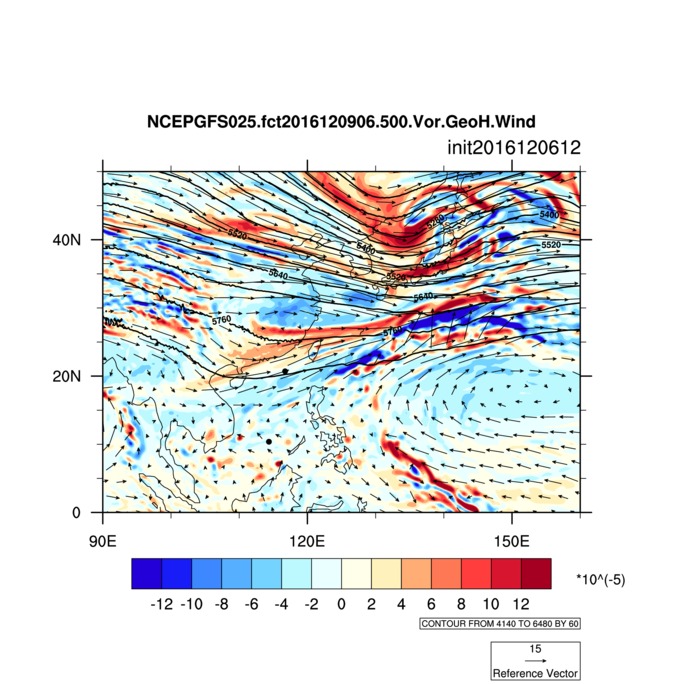 NCEPGFS025.fct2016120906.500.Vor.GeoH.Wind
init2016120612
40N
20N
0
90E 120E 150E
5520
5640
5760
5400
5520
5640
5760
5280
5400
5520
-12 -10 -8 -6 -4 -2 0 2 4 6 8 10 12
*10^(-5)
CONTOUR FROM 4140 TO 6480 BY 60
15
Reference Vector